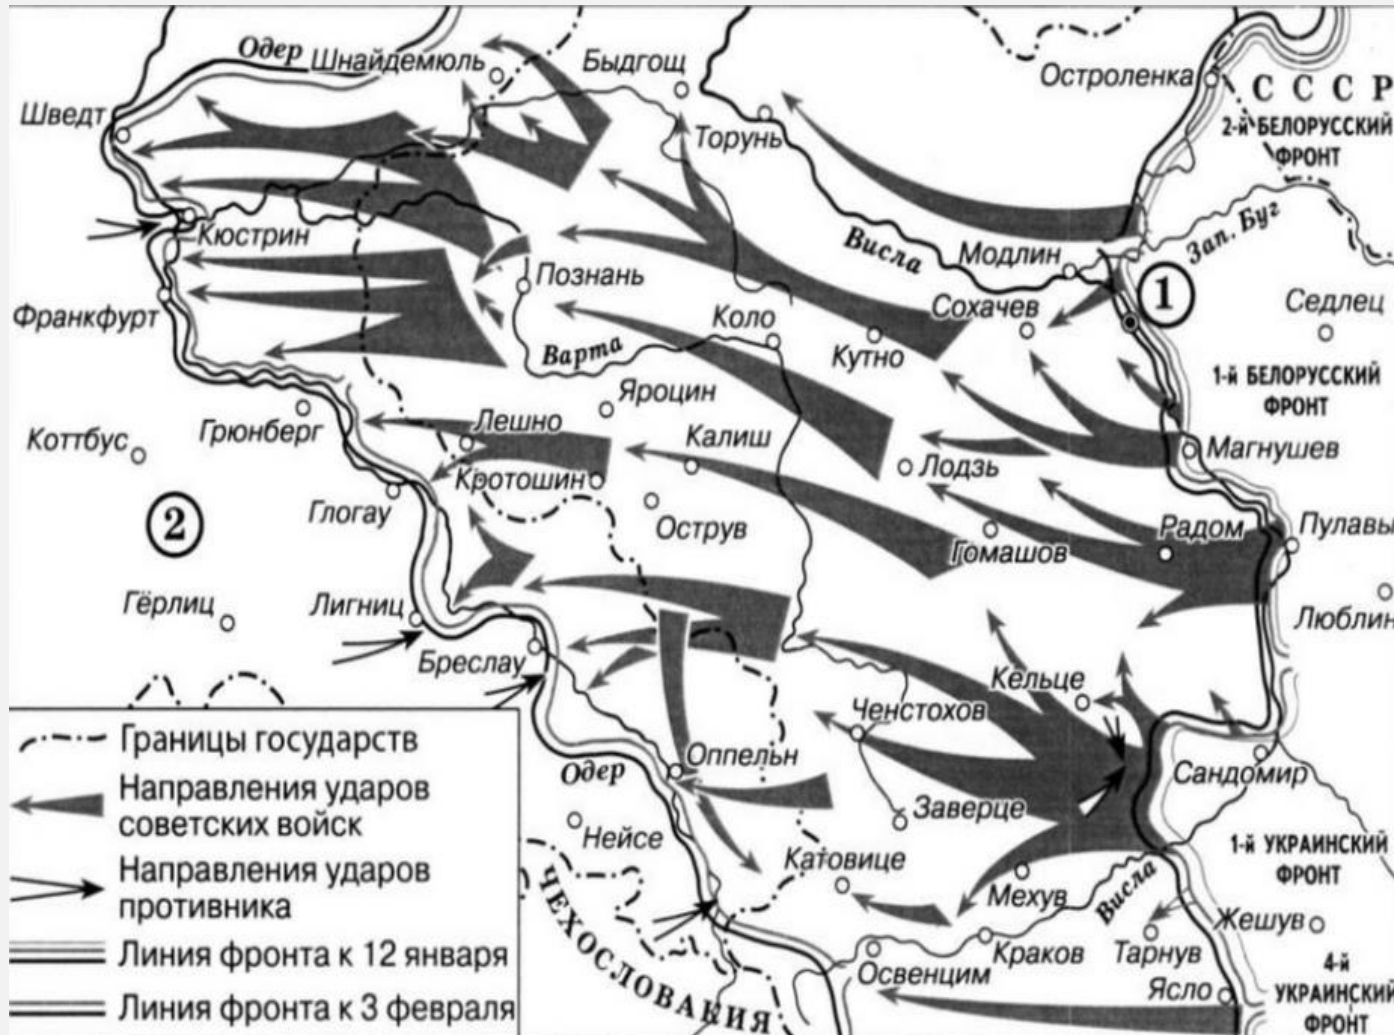 Одер
Шнайдемюль
Быдгощ
Остроленка
СССР
2-й БЕЛОРУССКИЙ
ФРОНТ
Шведт
Торунь
Зап. Буг
Кюстрин
Висла
Модлин
1
Познань
Сохачев
Седлец
Франкфурт
Коло
Кутно
Варта
1-й БЕЛОРУССКИЙ
ФРОНТ
Яроцин
Грюнберг
Лешно
Коттбус
Калиш
Магнушев
Лодзь
Кротошин
Глогау
2
Острув
Гомашов
Радом
Пулавы
Гёрлиц
Лигниц
Люблин
Бреслау
Кельце
Ченстохов
Оппельн
Одер
Сандомир
Заверце
Нейсе
1-й УКРАИНСКИЙ
ФРОНТ
Катовице
Мехув
Висла
Жешув
Краков
Тарнув
Освенцим
Ясло
4-й
УКРАИНСКИЙ
ФРОНТ
ЧЕХОСЛОВАКИЯ
Границы государств
Направления ударов
советских войск
Направления ударов
противника
Линия фронта к 12 января
Линия фронта к 3 февраля